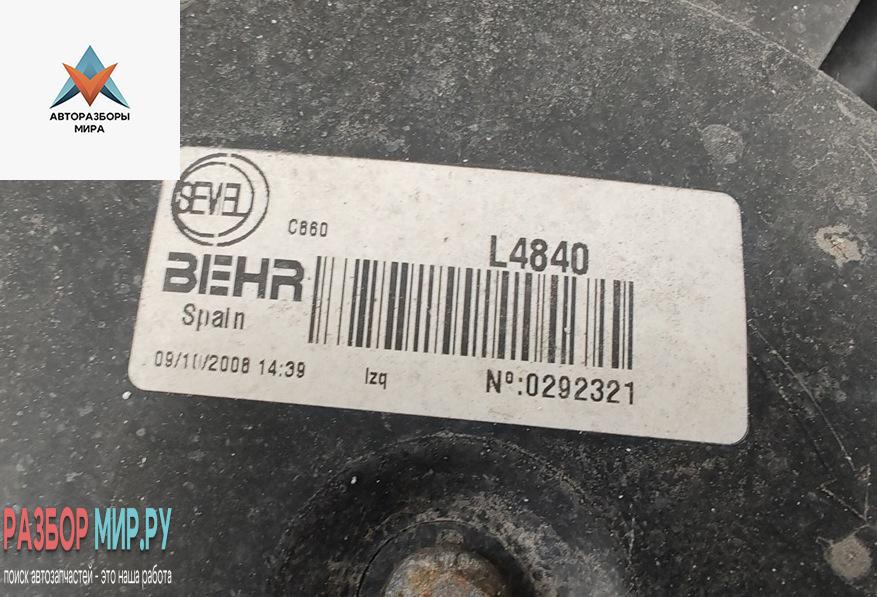 АВТОРАЗБОРЫ
МИРА
SEVEL
C860
L4840
BEHR
Spain
09/10/2008 14:39
Izq
Nº:0292321
РАЗБОР МИР.РУ
поиск автозапчастей - это наша работа